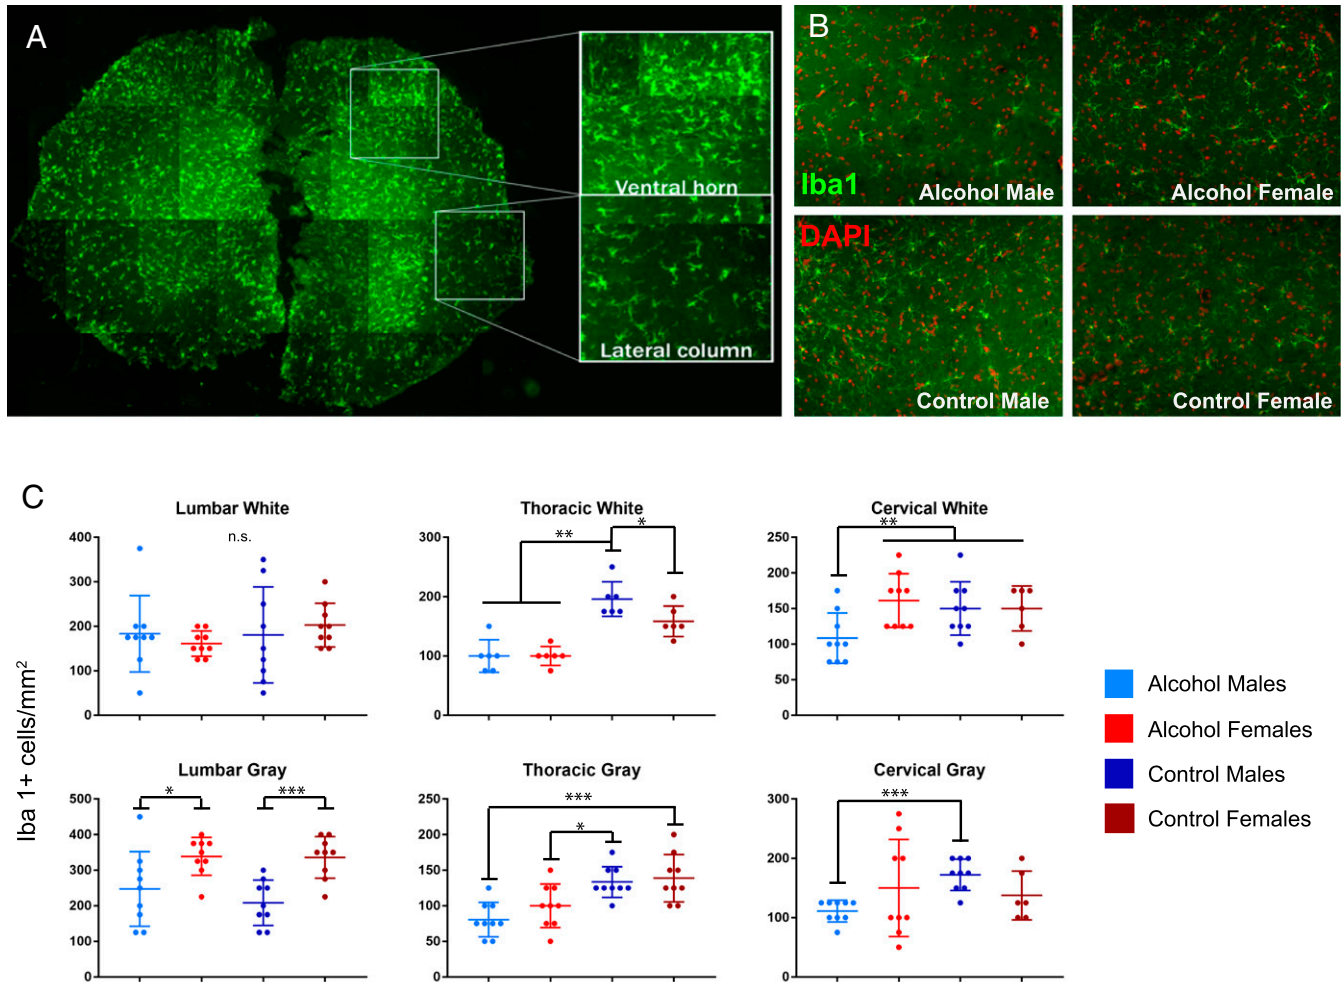 A
Ventral horn
Lateral column
B
Iba1
Alcohol Male
Alcohol Female
DAPI
Control Male
Control Female
C
Iba 1+ cells/mm²
Lumbar White
n.s.
400
300
200
100
0
Thoracic White
**
*
300
200
100
0
Cervical White
**
250
200
150
100
50
0
Lumbar Gray
*
***
500
400
300
200
100
0
Thoracic Gray
***
*
250
200
150
100
50
0
Cervical Gray
***
300
200
100
0
Alcohol Males
Alcohol Females
Control Males
Control Females